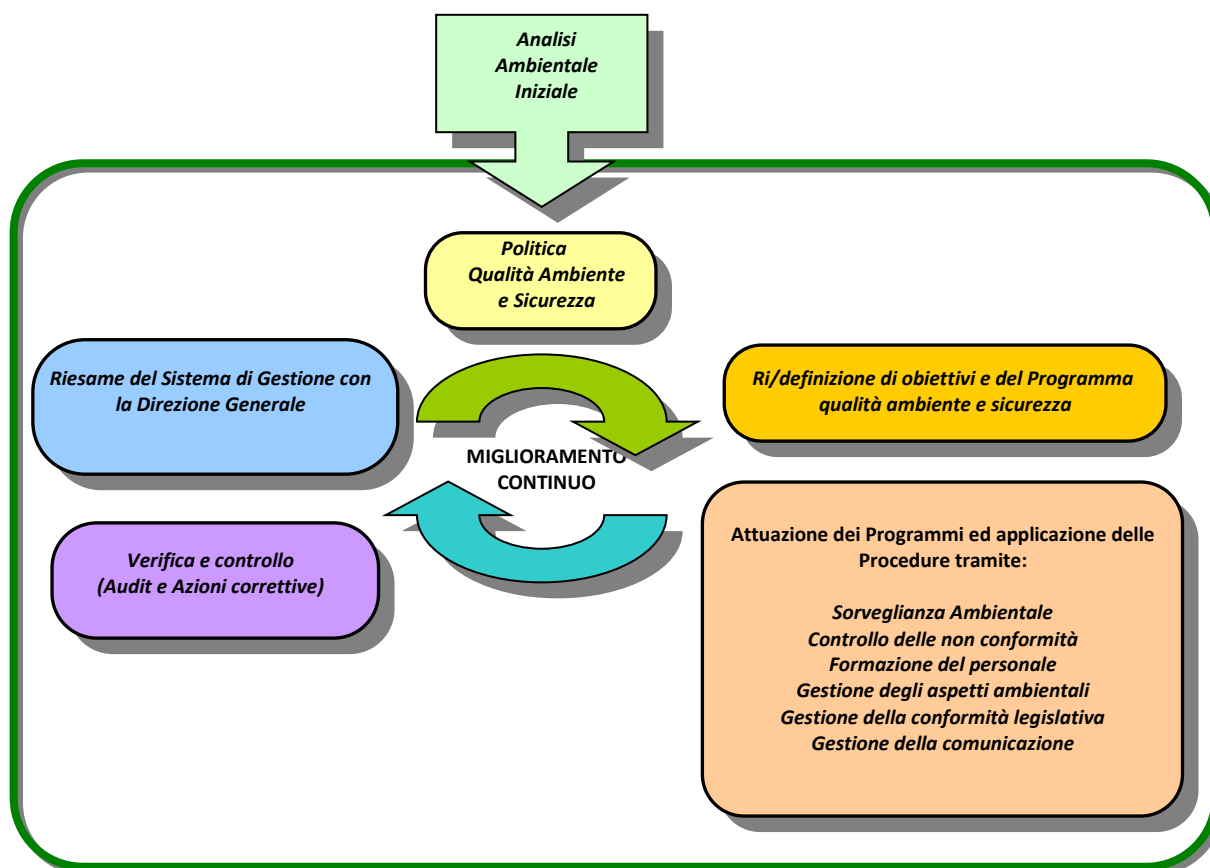 Analisi
Ambientale
Iniziale
Politica
Qualità Ambiente
e Sicurezza
Riesame del Sistema di Gestione con
la Direzione Generale
Ri/definizione di obiettivi e del Programma
qualità ambiente e sicurezza
MIGLIORAMENTO
CONTINUO
Verifica e controllo
(Audit e Azioni correttive)
Attuazione dei Programmi ed applicazione delle
Procedure tramite:
Sorveglianza Ambientale
Controllo delle non conformità
Formazione del personale
Gestione degli aspetti ambientali
Gestione della conformità legislativa
Gestione della comunicazione